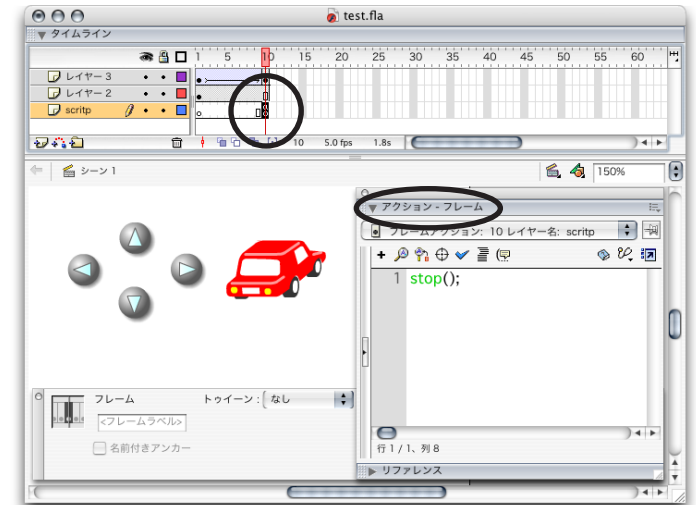 test.fla
タイムライン
1 5 10 15 20 25 30 35 40 45 50 55 60
レイヤー 3
レイヤー 2
scritp
10 5.0 fps 1.8s
シーン 1
150%
アクション - フレーム
フレームアクション: 10 レイヤー名: scritp
1 stop();
フレーム トゥイーン : なし
<フレームラベル>
名前付きアンカー
行 1 / 1、列 8
リファレンス